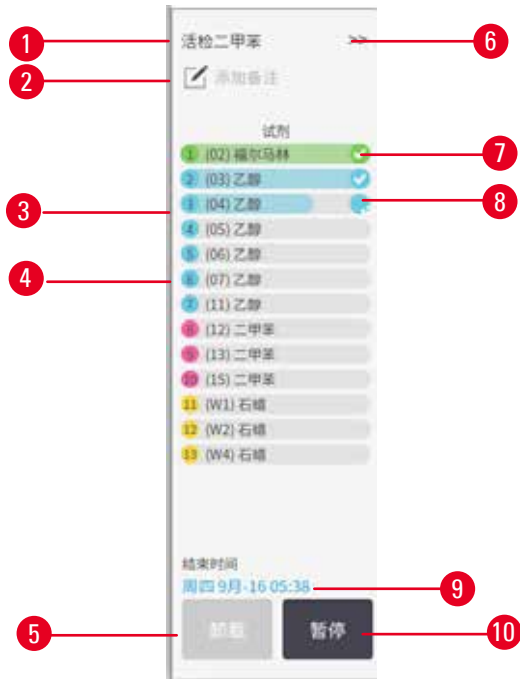 1 活检二甲苯 >> 6
2 添加备注
试剂
1 (02) 福尔马林 7
2 (03) 乙醇
3 3 (04) 乙醇 8
4 (05) 乙醇
5 (06) 乙醇
4 6 (07) 乙醇
7 (11) 乙醇
8 (12) 二甲苯
9 (13) 二甲苯
10 (15) 二甲苯
11 (W1) 石蜡
12 (W2) 石蜡
13 (W4) 石蜡
结束时间
周四 9月-16 05:38 9
5 卸载 暂停 10